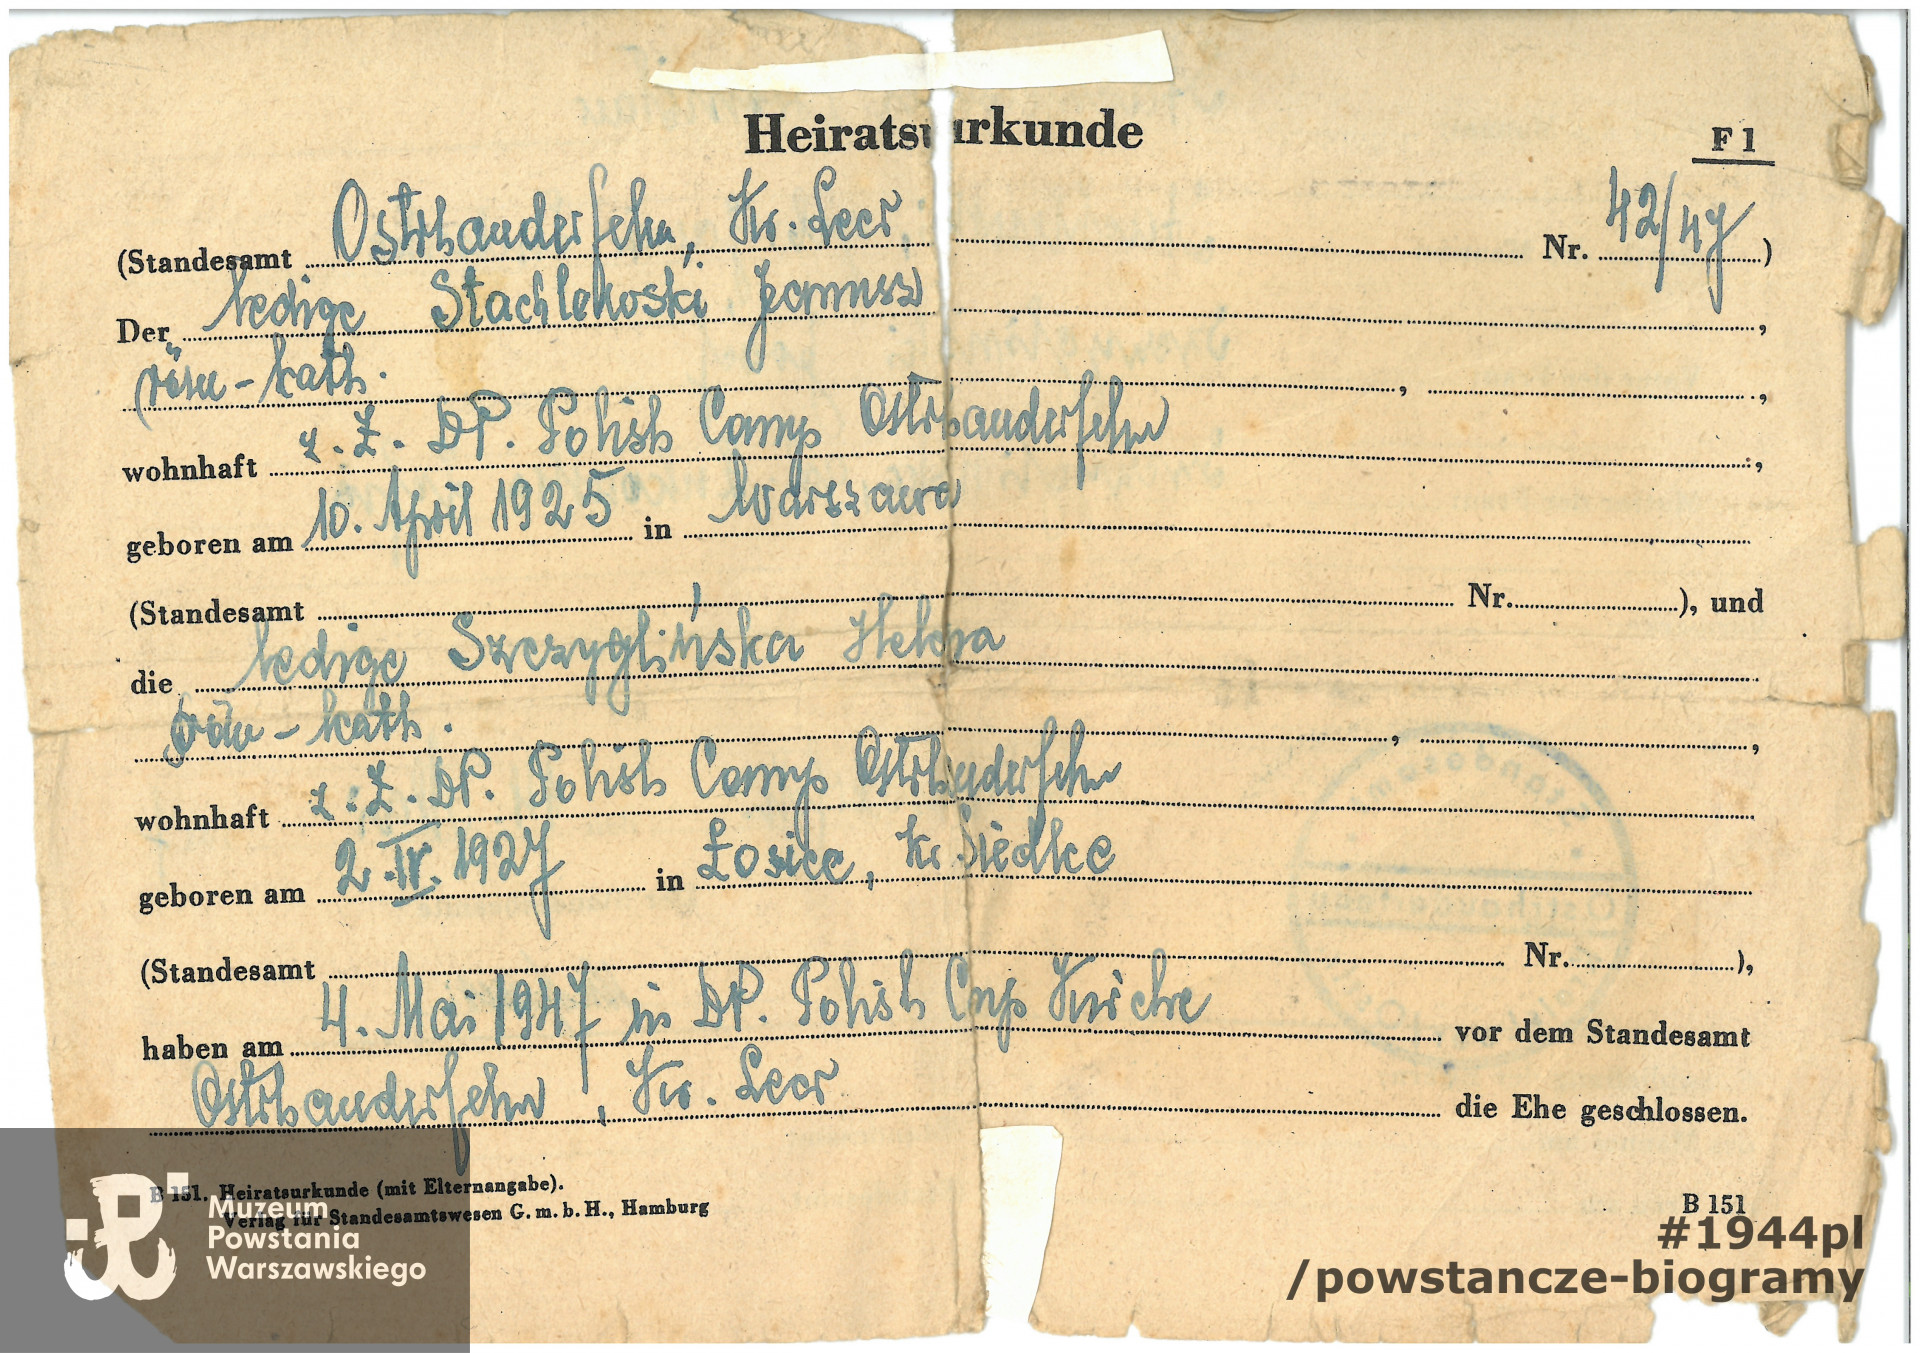 Heiratsurkunde
F 1
(Standesamt Ostrhauderfehn, Kr. Leer Nr. 42/47)
Der ledige Stachlewski Janusz ,
röm-kath. , ,
wohnhaft z. Z. DP. Polish Camp Ostrhauderfehn ,
geboren am 10. April 1925 in Warszawa
(Standesamt Nr. ), und
die ledige Szczyglińska Helena
röm-kath. , ,
wohnhaft z. Z. DP. Polish Camp Ostrhauderfehn
geboren am 2. IV. 1927 in Łosice, Kr Siedlce
(Standesamt Nr. ),
haben am 4. Mai 1947 in DP. Polish Cmp Kirche vor dem Standesamt
Ostrhauderfehn, Kr. Leer die Ehe geschlossen.
B 151. Heiratsurkunde (mit Elternangabe).
Verlag für Standesamtswesen G. m. b. H., Hamburg
B 151
Muzeum
Powstania
Warszawskiego
#1944pl
/powstancze-biogramy